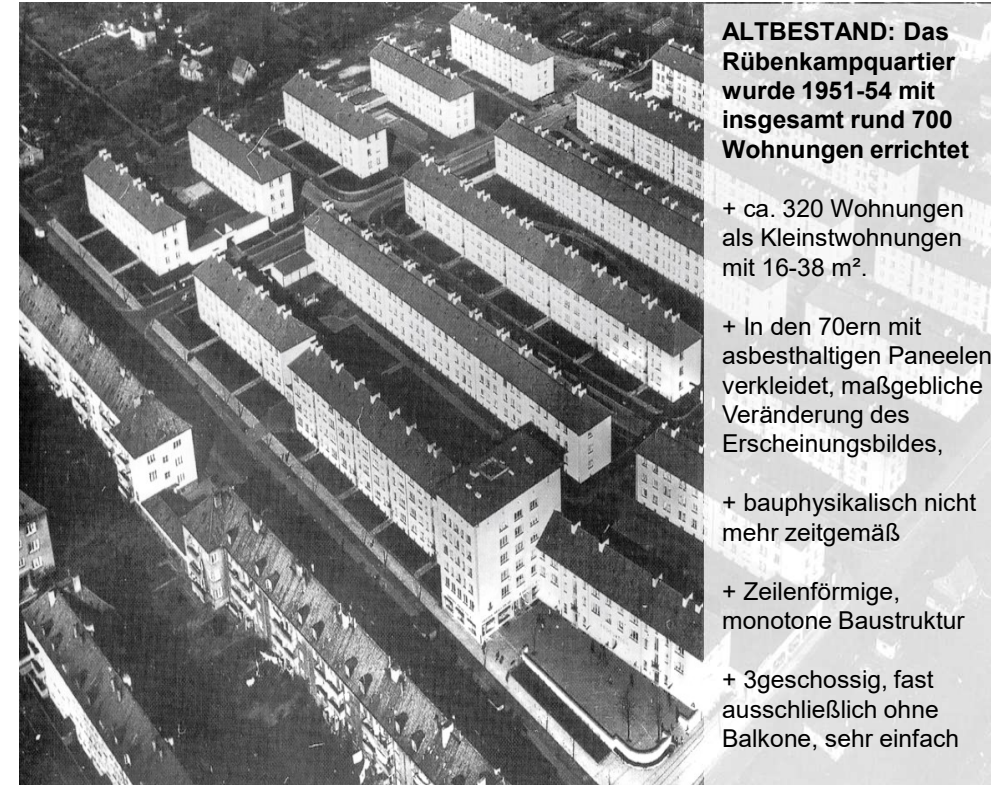 ALTBESTAND: Das
Rübenkampquartier
wurde 1951-54 mit
insgesamt rund 700
Wohnungen errichtet
+ ca. 320 Wohnungen
als Kleinstwohnungen
mit 16-38 m².
+ In den 70ern mit
asbesthaltigen Paneelen
verkleidet, maßgebliche
Veränderung des
Erscheinungsbildes,
+ bauphysikalisch nicht
mehr zeitgemäß
+ Zeilenförmige,
monotone Baustruktur
+ 3geschossig, fast
ausschließlich ohne
Balkone, sehr einfach